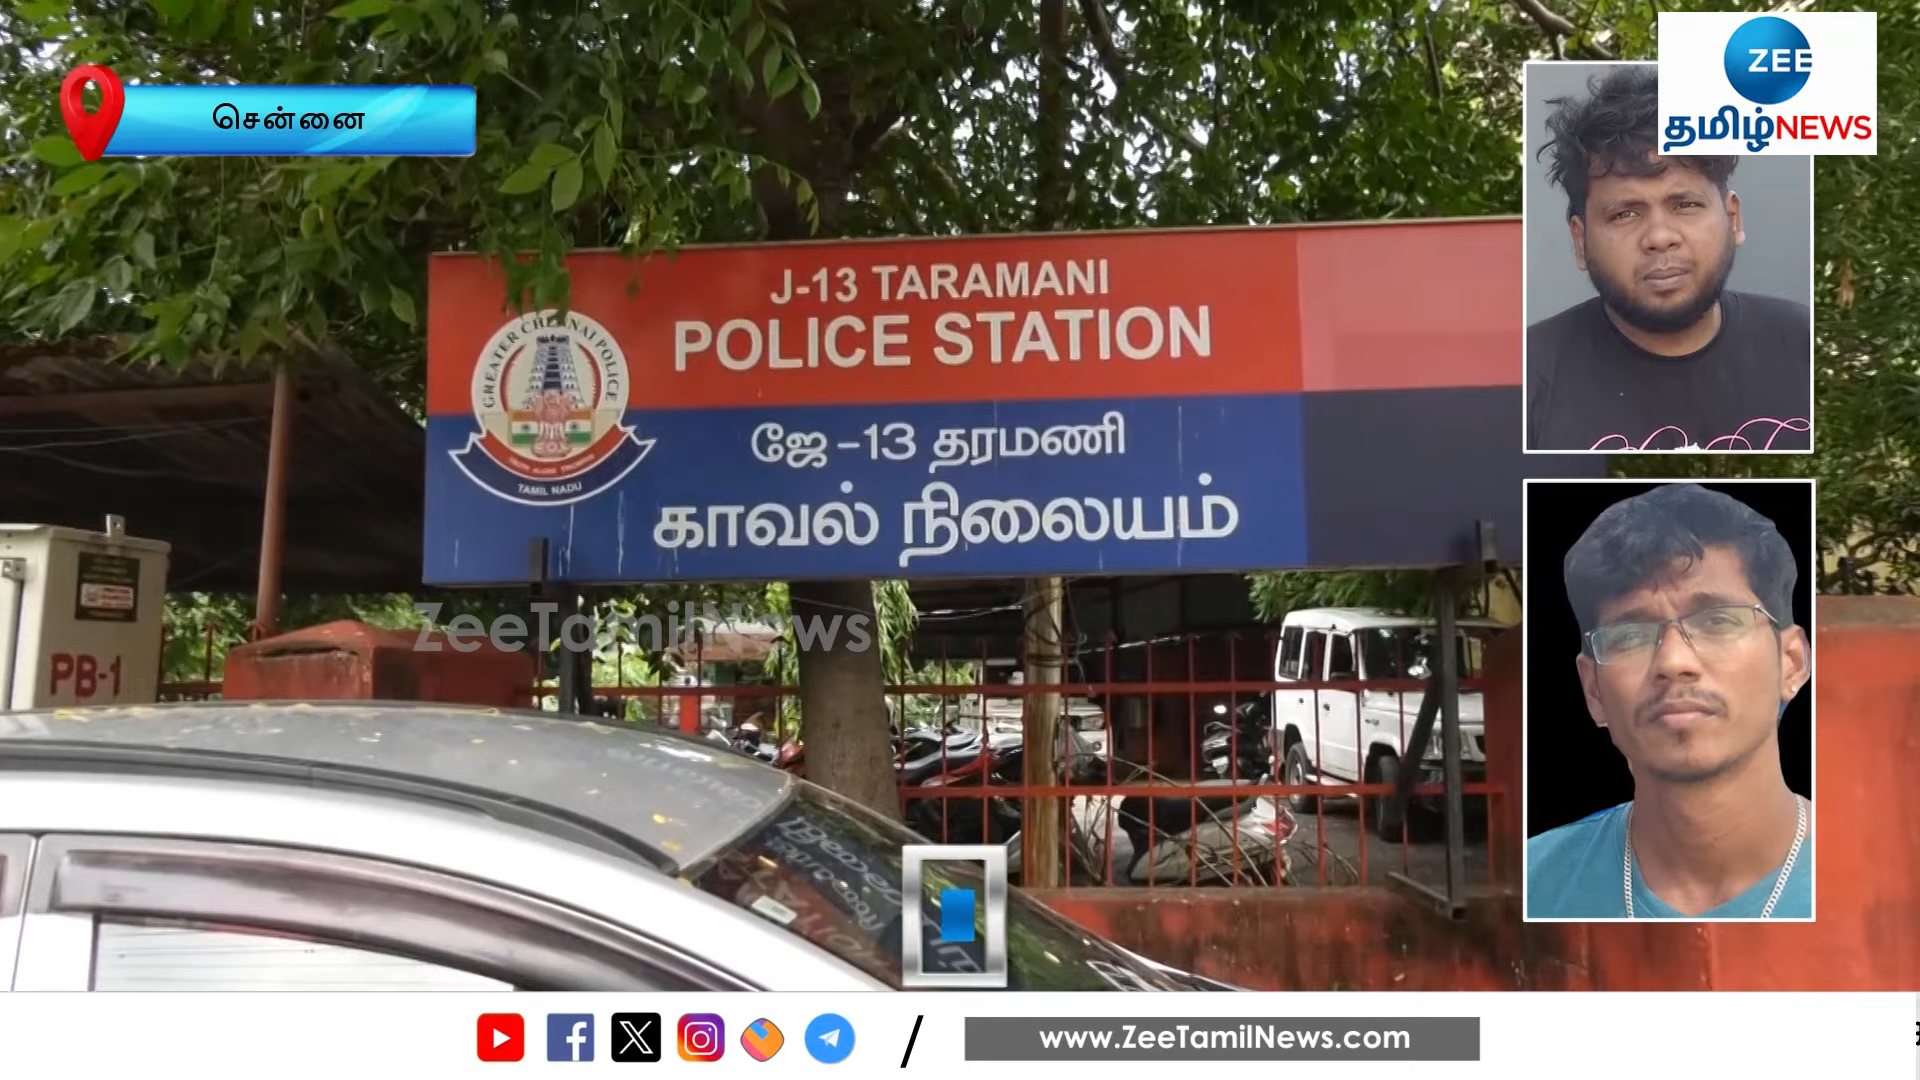 சென்னை
ZEE
தமிழ்NEWS
J-13 TARAMANI
POLICE STATION
GREATER CHENNAI POLICE
TAMIL NADU
ஜே -13 தரமணி
காவல் நிலையம்
ZeeTamilNews
PB-1
/
www.ZeeTamilNews.com